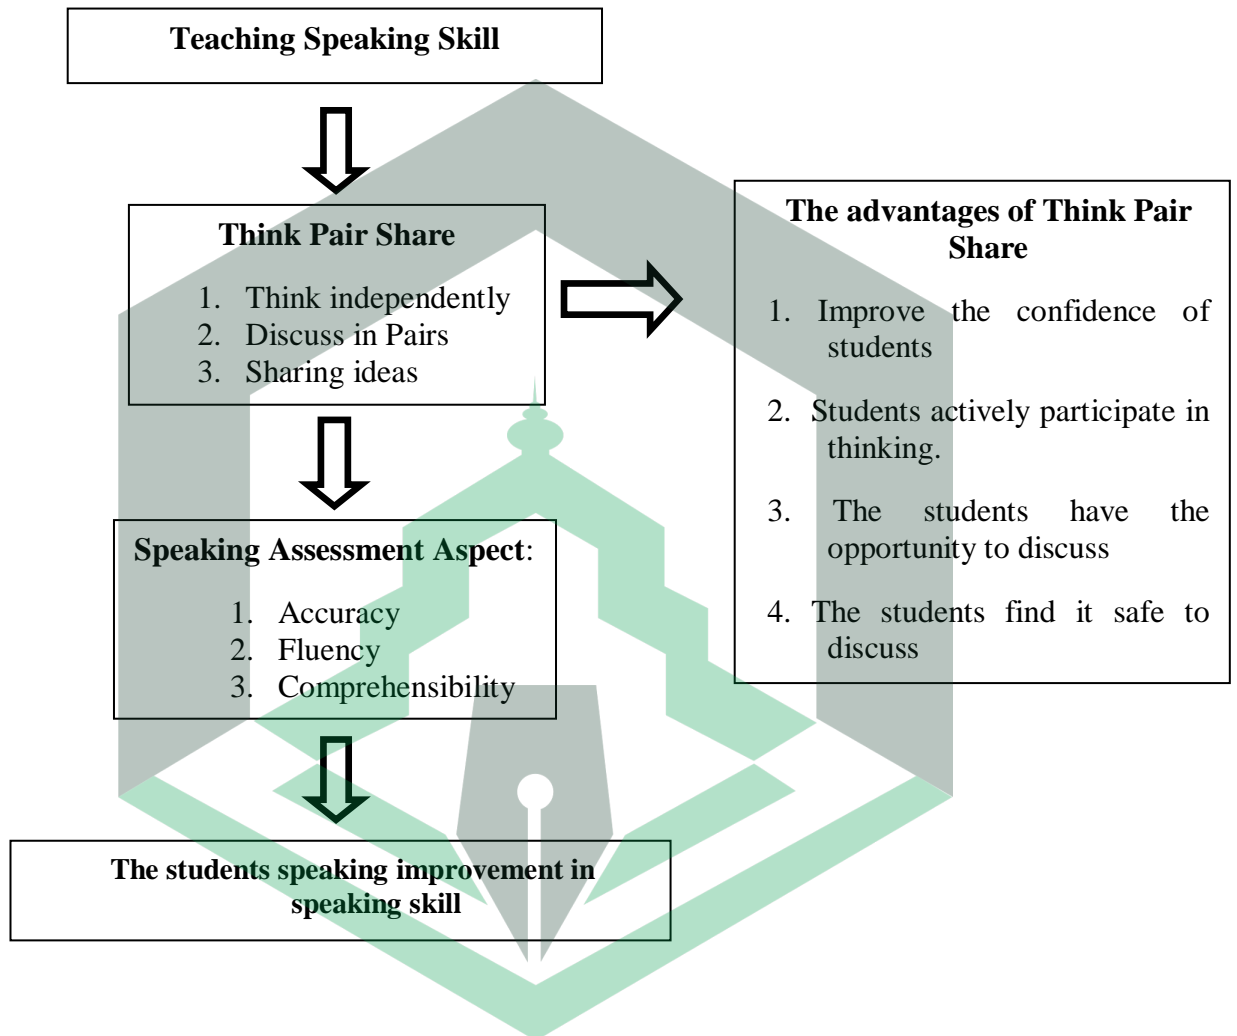 Teaching Speaking Skill
Think Pair Share
1. Think independently
2. Discuss in Pairs
3. Sharing ideas
The advantages of Think Pair
Share
1. Improve the confidence of
students
2. Students actively participate in
thinking.
3. The students have the
opportunity to discuss
4. The students find it safe to
discuss
Speaking Assessment Aspect:
1. Accuracy
2. Fluency
3. Comprehensibility
The students speaking improvement in
speaking skill